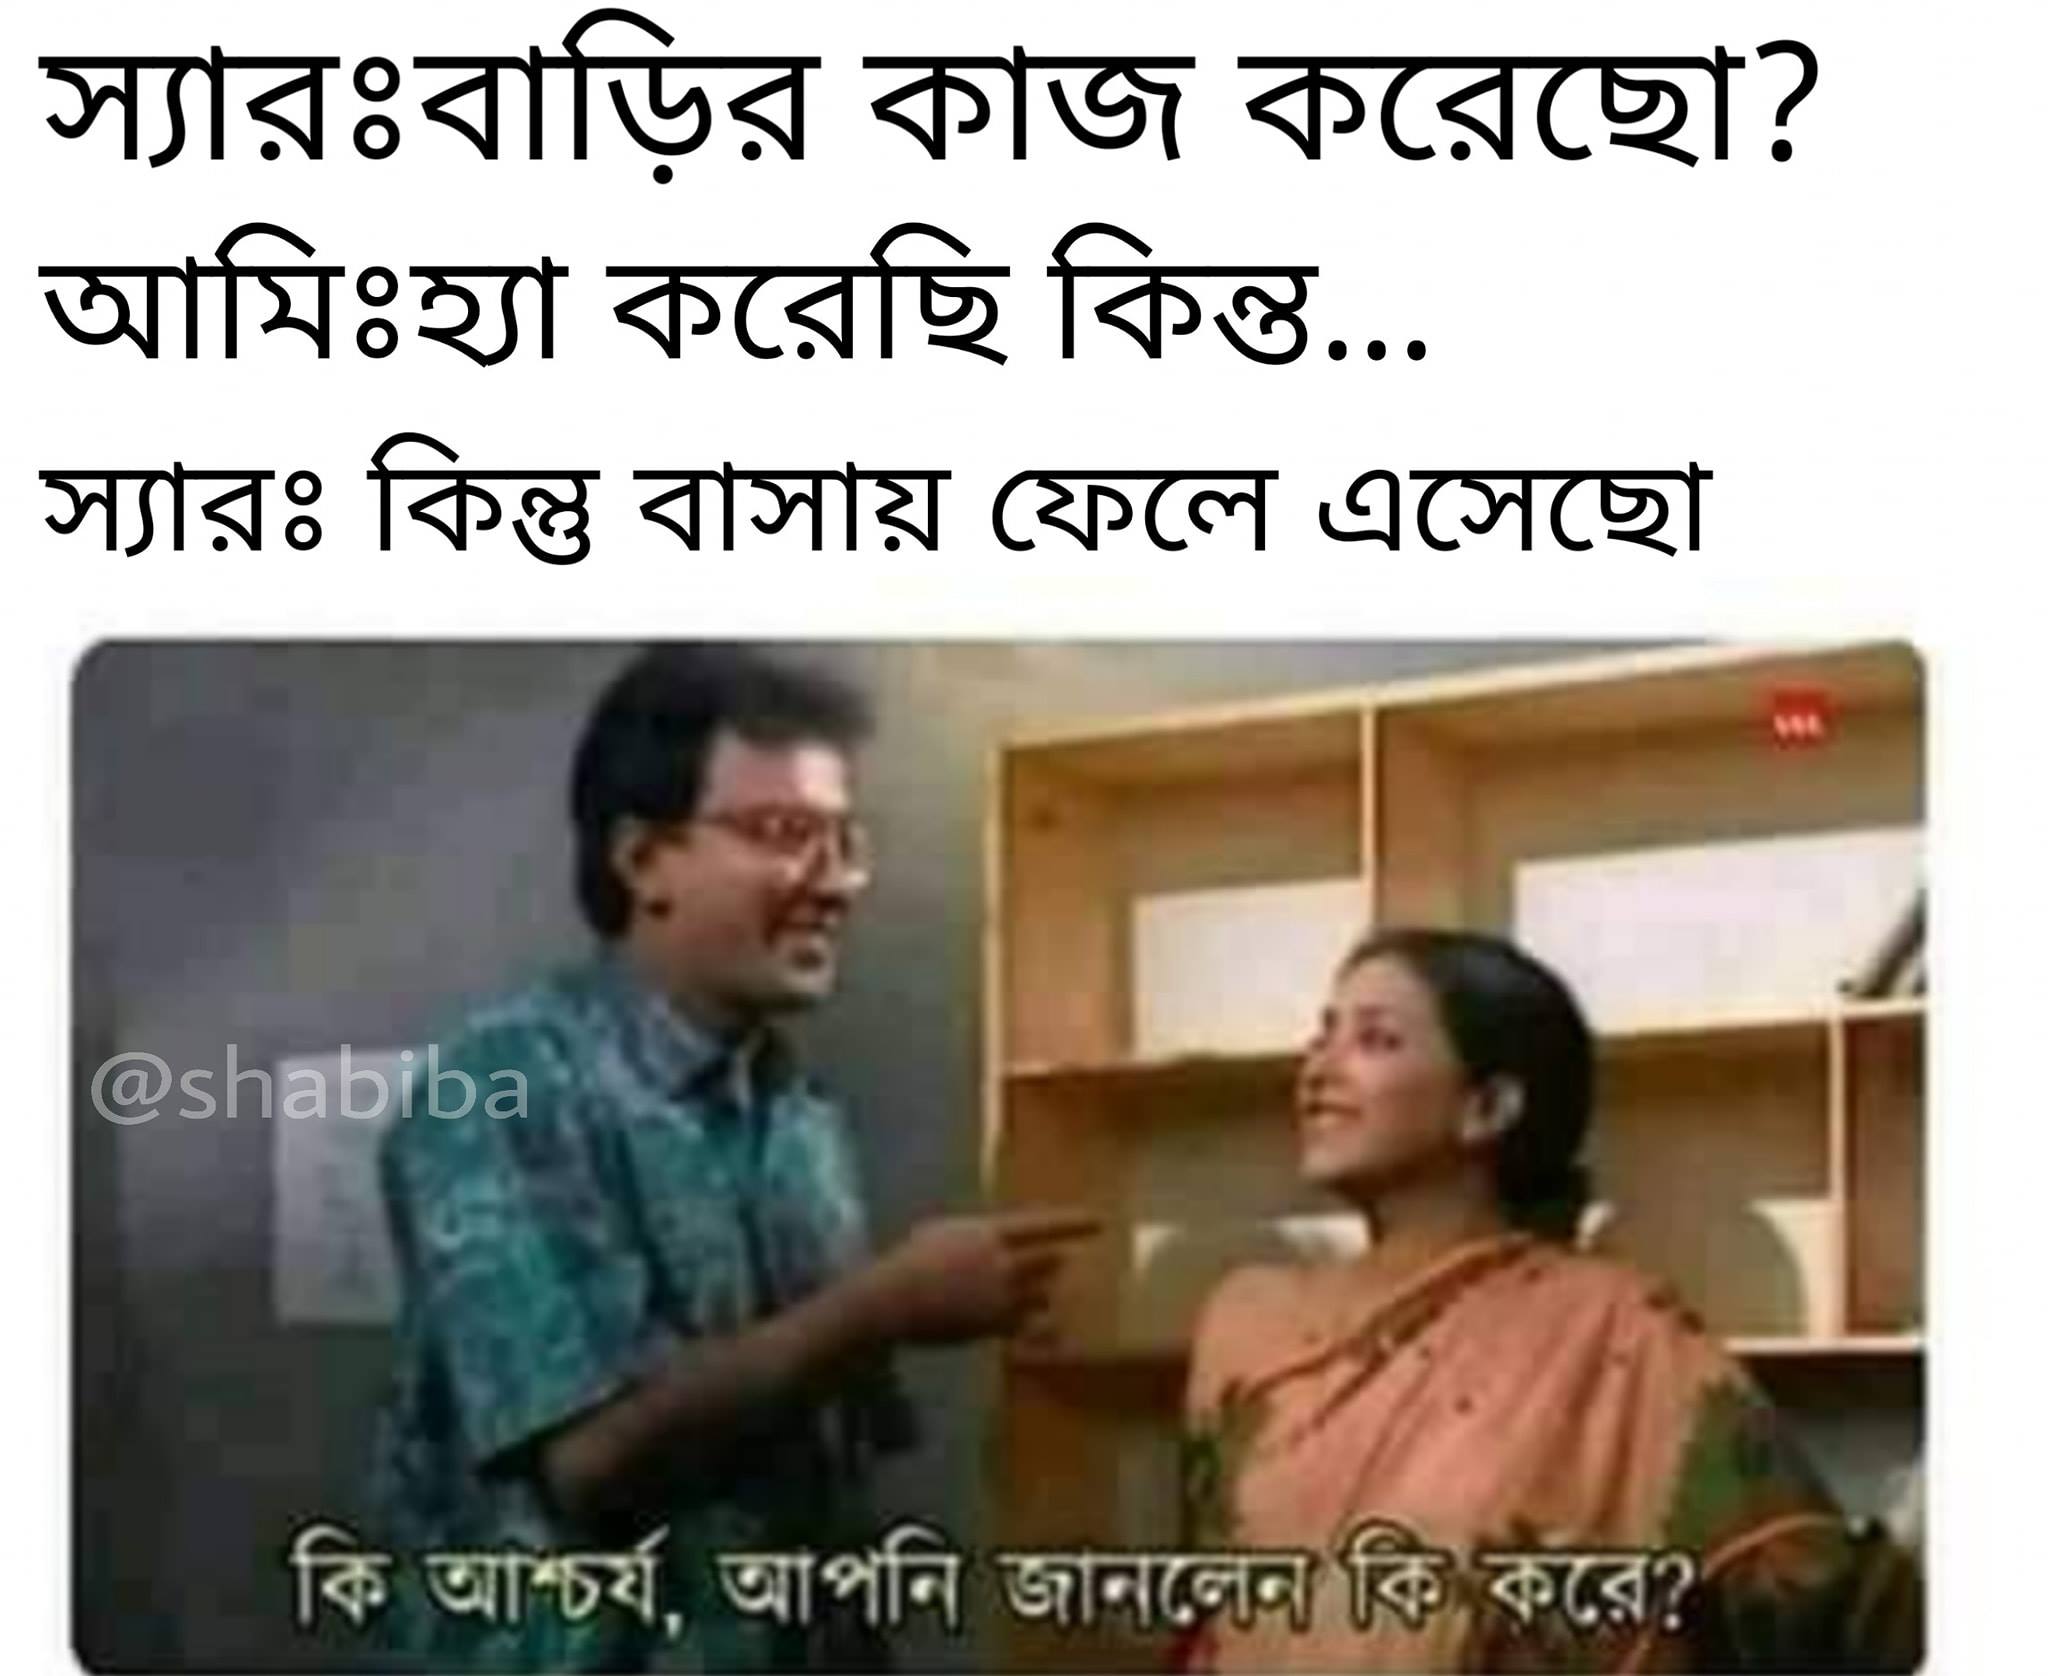 স্যারঃবাড়ির কাজ করেছো?
আমিঃহ্যা করেছি কিন্ত...
স্যারঃ কিন্তু বাসায় ফেলে এসেছো
@shabiba
কি আশ্চর্য, আপনি জানলেন কি করে?